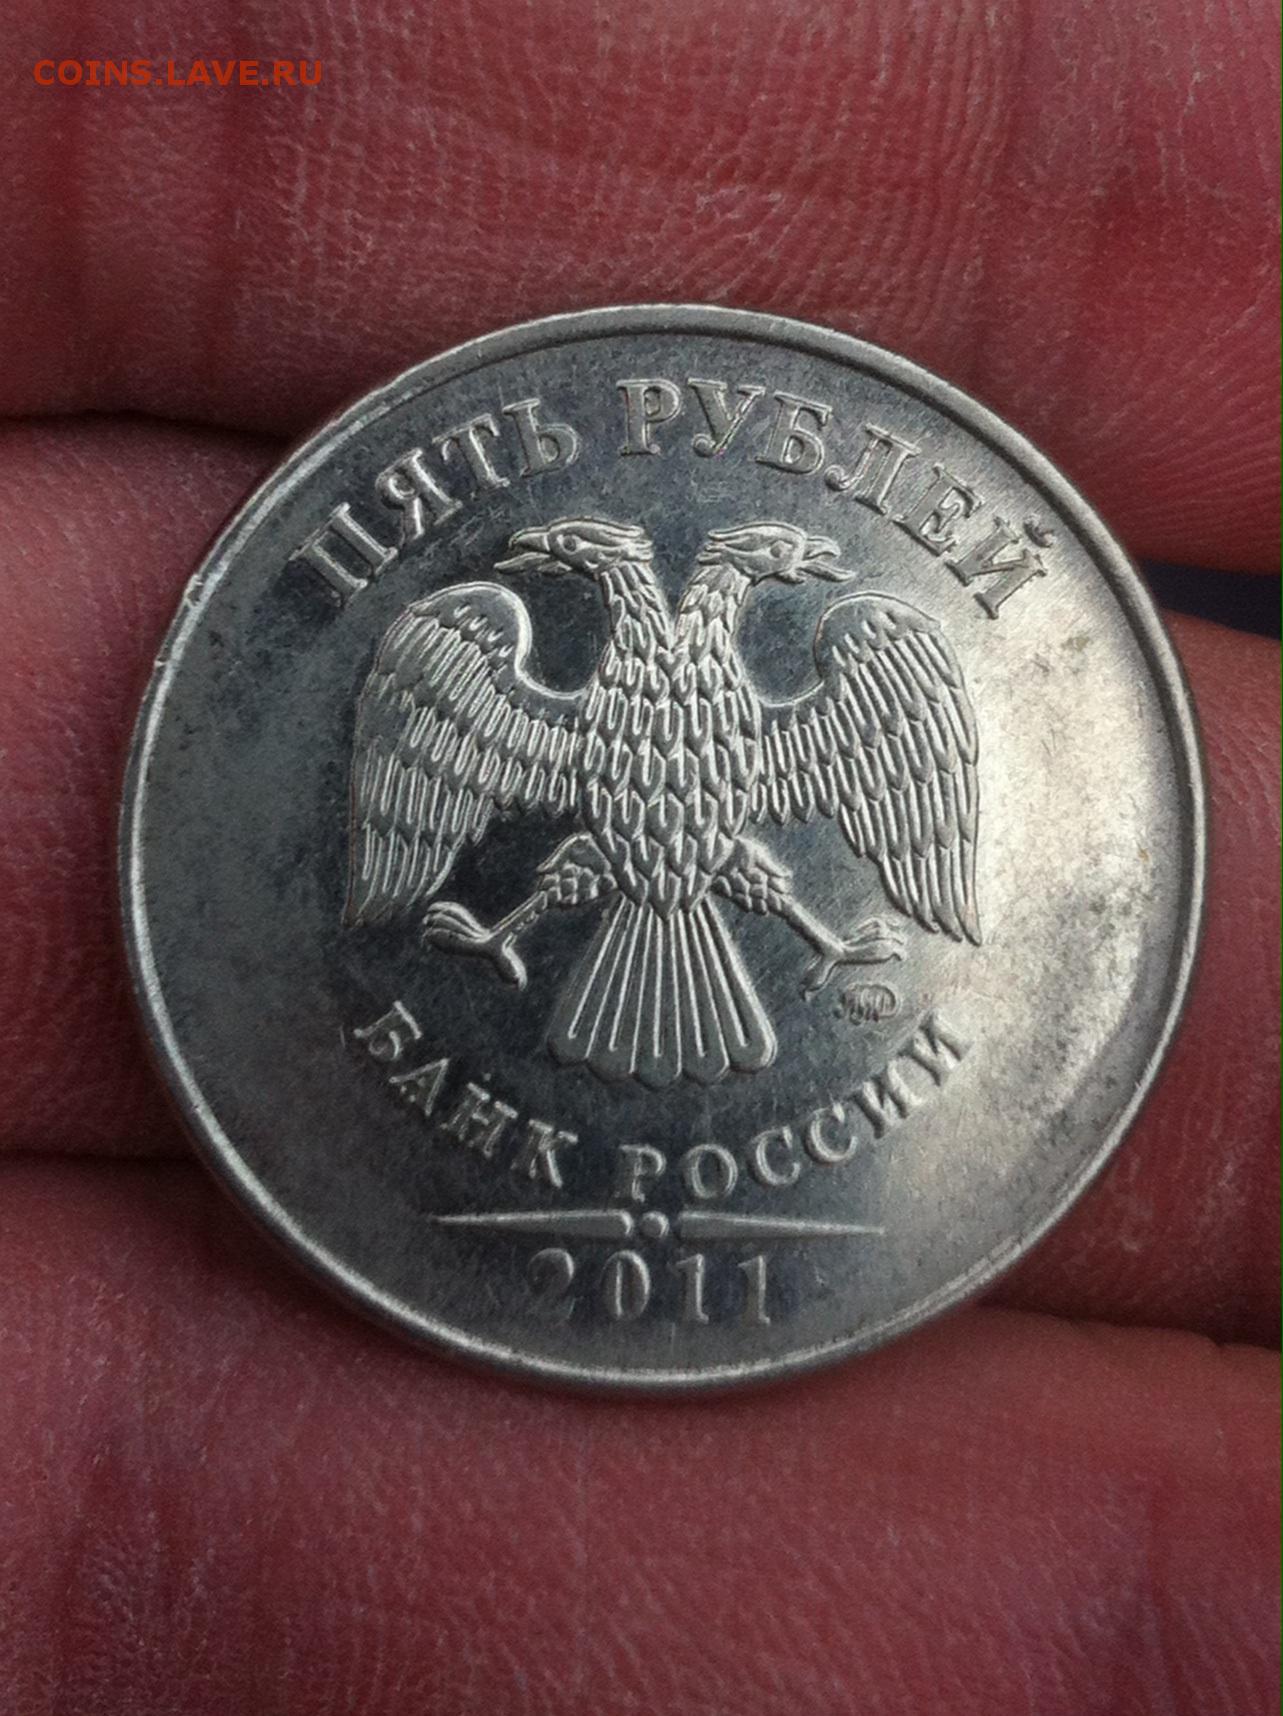 COINS.LAVE.RU
ПЯТЬ РУБЛЕЙ
ММД
БАНК РОССИИ
2011